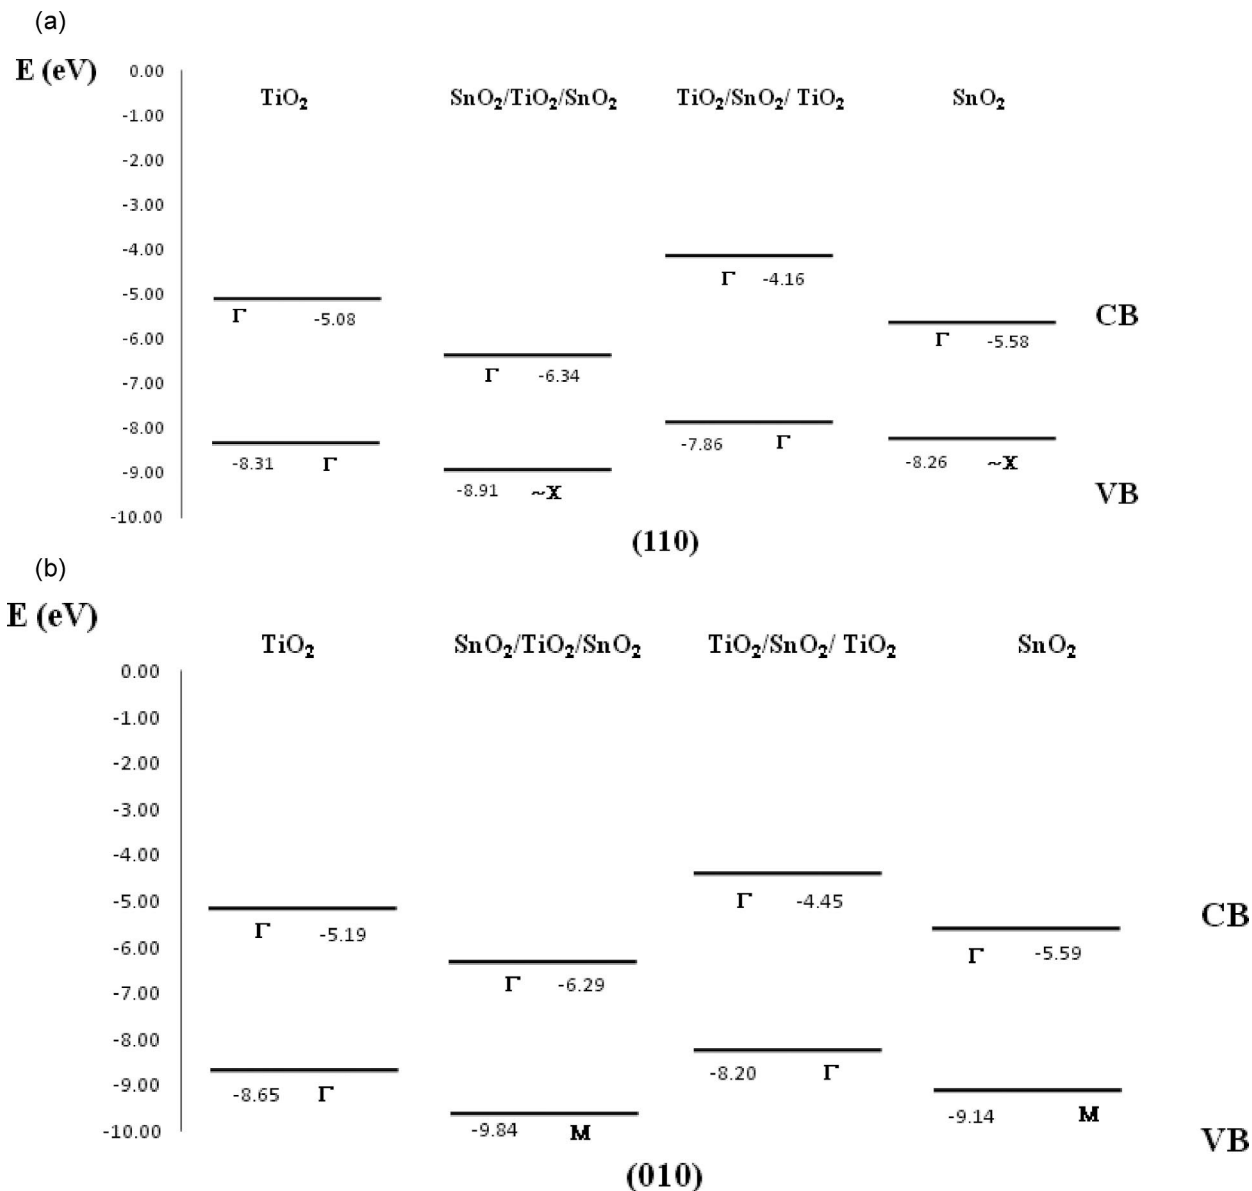 (a)
E (eV)
0.00
TiO₂ SnO₂/TiO₂/SnO₂ TiO₂/SnO₂/ TiO₂ SnO₂
-1.00
-2.00
-3.00
-4.00
Γ -4.16
-5.00
Γ -5.08
CB
Γ -5.58
-6.00
Γ -6.34
-7.00
-8.00
-7.86 Γ
-8.31 Γ
-8.26 ~X
-9.00
-8.91 ~X
VB
-10.00
(110)
(b)
E (eV)
TiO₂ SnO₂/TiO₂/SnO₂ TiO₂/SnO₂/ TiO₂ SnO₂
0.00
-1.00
-2.00
-3.00
-4.00
-5.00
Γ -4.45
CB
Γ -5.19
Γ -5.59
-6.00
Γ -6.29
-7.00
-8.00
-8.20 Γ
-9.00
-8.65 Γ
-9.14 M
-10.00
-9.84 M
VB
(010)